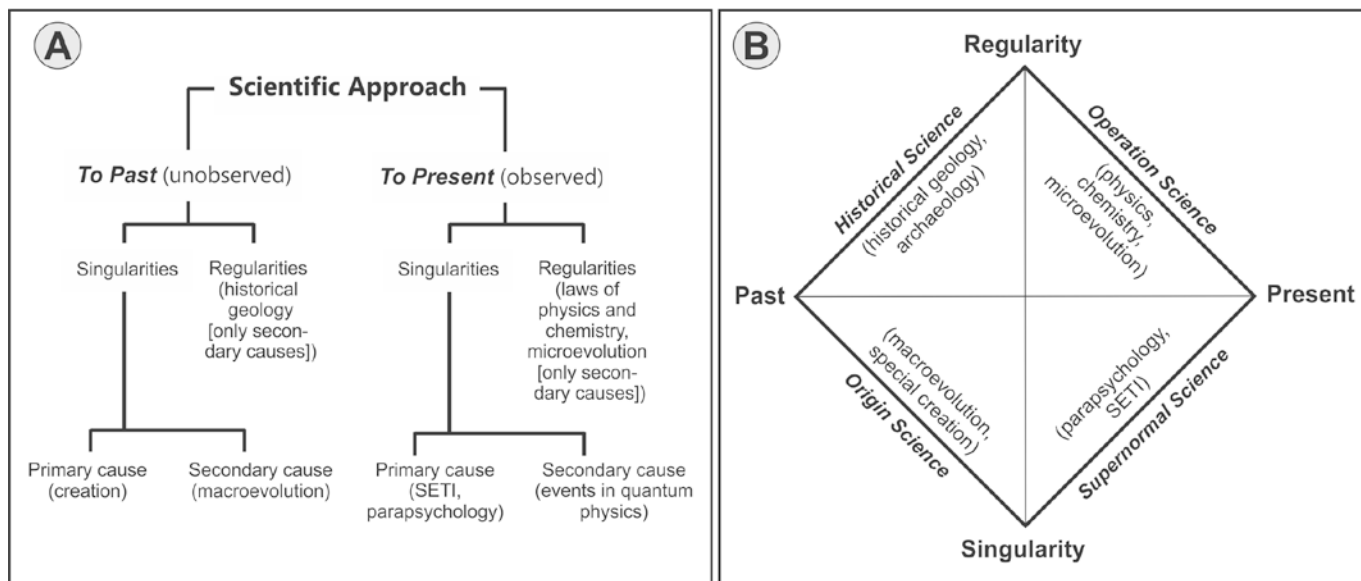 A
Scientific Approach
To Past (unobserved)
To Present (observed)
Singularities
Regularities
(historical
geology
[only secon-
dary causes])
Singularities
Regularities
(laws of
physics and
chemistry,
microevolution
[only secon-
dary causes])
Primary cause
(creation)
Secondary cause
(macroevolution)
Primary cause
(SETI,
parapsychology)
Secondary cause
(events in quantum
physics)
B
Regularity
Historical Science
(historical geology,
archaeology)
Operation Science
(physics,
chemistry,
microevolution)
Past
Present
(macroevolution,
special creation)
Origin Science
(parapsychology,
SETI)
Supernormal Science
Singularity